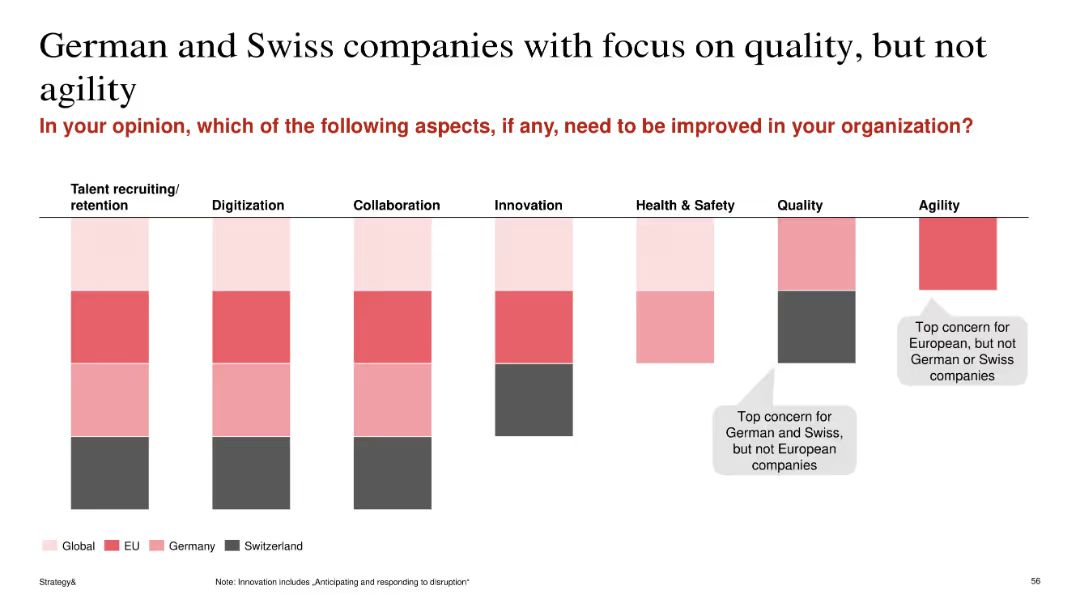 German and Swiss companies with focus on quality, but not
agility
In your opinion, which of the following aspects, if any, need to be improved in your organization?
Talent recruiting/
retention
Digitization
Collaboration
Innovation
Health & Safety
Quality
Agility
Top concern for
European, but not
German or Swiss
companies
Top concern for
German and Swiss,
but not European
companies
Global
EU
Germany
Switzerland
Strategy&
Note: Innovation includes „Anticipating and responding to disruption“
56